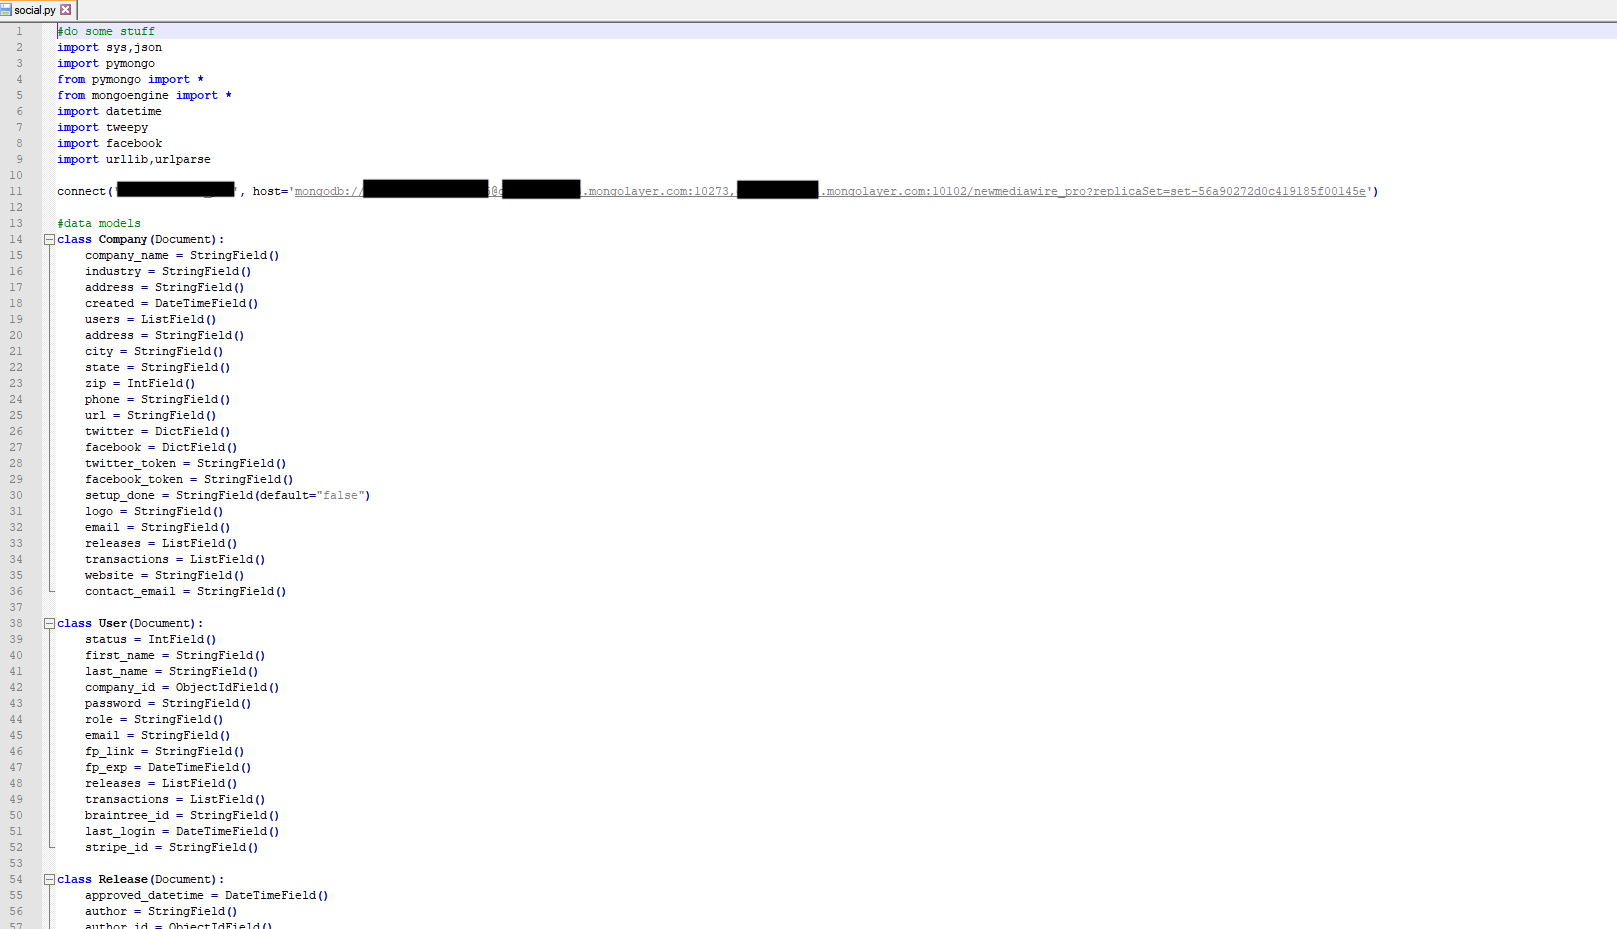 social.py
1 #do some stuff
2 import sys,json
3 import pymongo
4 from pymongo import *
5 from mongoengine import *
6 import datetime
7 import tweepy
8 import facebook
9 import urllib,urlparse
10
11 connect(' ', host='mongodb:// @ .mongolayer.com:10273, .mongolayer.com:10102/newmediawire_pro?replicaSet=set-56a90272d0c419185f00145e')
12
13 #data models
14 class Company(Document):
15 company_name = StringField()
16 industry = StringField()
17 address = StringField()
18 created = DateTimeField()
19 users = ListField()
20 address = StringField()
21 city = StringField()
22 state = StringField()
23 zip = IntField()
24 phone = StringField()
25 url = StringField()
26 twitter = DictField()
27 facebook = DictField()
28 twitter_token = StringField()
29 facebook_token = StringField()
30 setup_done = StringField(default="false")
31 logo = StringField()
32 email = StringField()
33 releases = ListField()
34 transactions = ListField()
35 website = StringField()
36 contact_email = StringField()
37
38 class User(Document):
39 status = IntField()
40 first_name = StringField()
41 last_name = StringField()
42 company_id = ObjectIdField()
43 password = StringField()
44 role = StringField()
45 email = StringField()
46 fp_link = StringField()
47 fp_exp = DateTimeField()
48 releases = ListField()
49 transactions = ListField()
50 braintree_id = StringField()
51 last_login = DateTimeField()
52 stripe_id = StringField()
53
54 class Release(Document):
55 approved_datetime = DateTimeField()
56 author = StringField()
57 author_id = ObjectIdField()